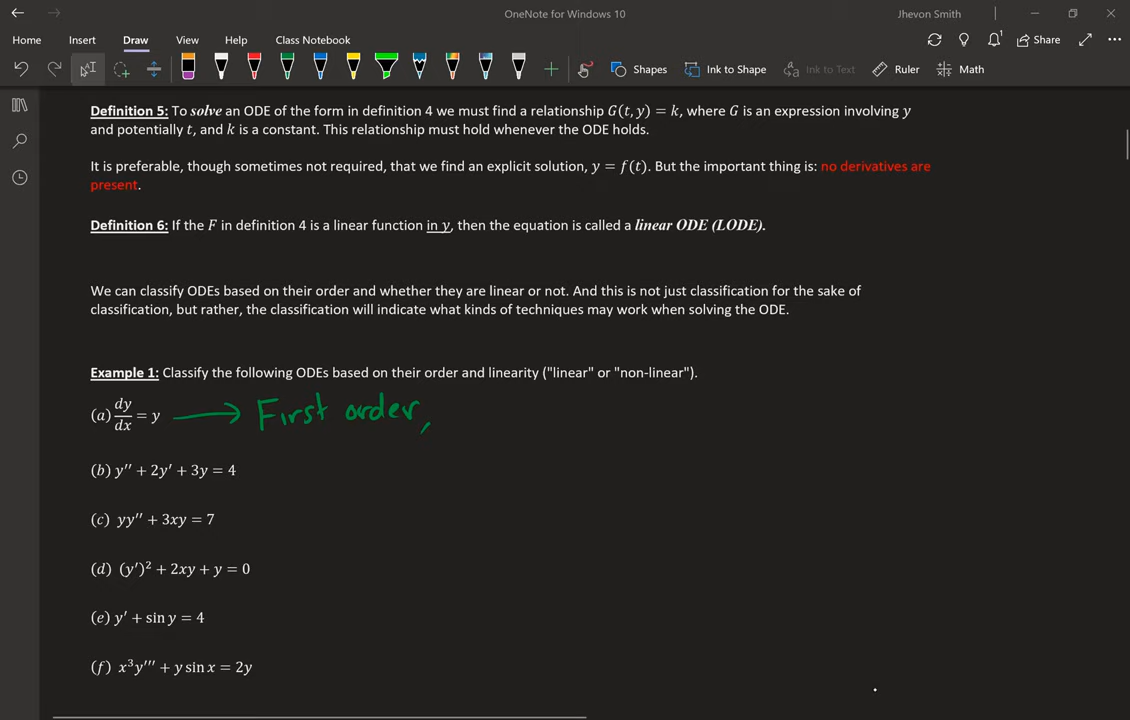 OneNote for Windows 10
Jhevon Smith
Home Insert Draw View Help Class Notebook
Share
Shapes Ink to Shape Ink to Text Ruler Math
Definition 5: To solve an ODE of the form in definition 4 we must find a relationship G(t, y) = k, where G is an expression involving y
and potentially t, and k is a constant. This relationship must hold whenever the ODE holds.
It is preferable, though sometimes not required, that we find an explicit solution, y = f(t). But the important thing is: no derivatives are
present.
Definition 6: If the F in definition 4 is a linear function in y, then the equation is called a linear ODE (LODE).
We can classify ODEs based on their order and whether they are linear or not. And this is not just classification for the sake of
classification, but rather, the classification will indicate what kinds of techniques may work when solving the ODE.
Example 1: Classify the following ODEs based on their order and linearity ("linear" or "non-linear").
(a) dy/dx = y → First order,
(b) y′′ + 2y′ + 3y = 4
(c) yy′′ + 3xy = 7
(d) (y′)² + 2xy + y = 0
(e) y′ + sin y = 4
(f) x³y′′′ + y sin x = 2y